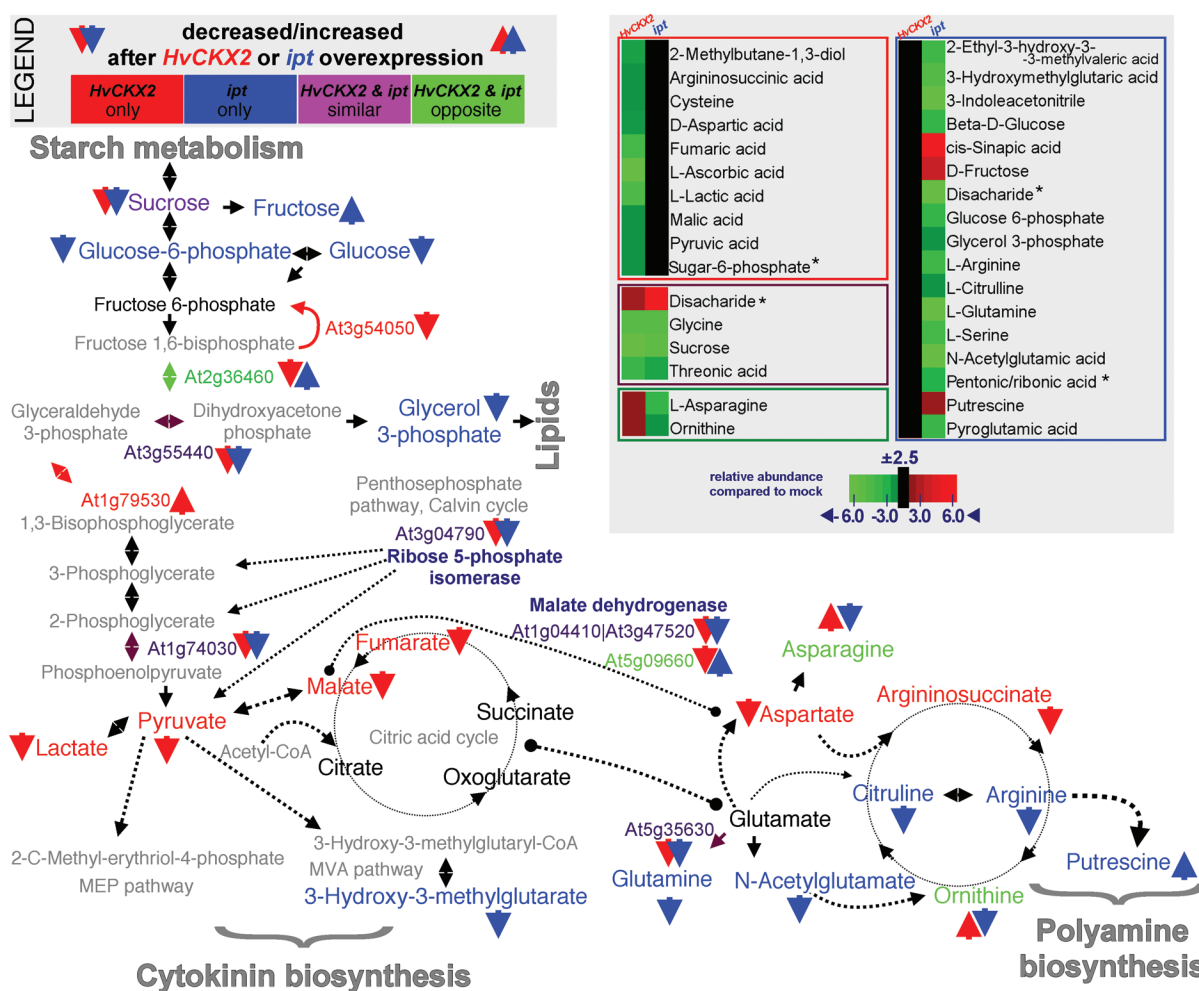 LEGEND
decreased/increased
after HvCKX2 or ipt overexpression
HvCKX2 only
ipt only
HvCKX2 & ipt similar
HvCKX2 & ipt opposite
Starch metabolism
Sucrose
Fructose
Glucose-6-phosphate
Glucose
Fructose 6-phosphate
At3g54050
Fructose 1,6-bisphosphate
At2g36460
Glyceraldehyde
3-phosphate
Dihydroxyacetone
phosphate
Glycerol
3-phosphate
Lipids
At3g55440
At1g79530
1,3-Bisophosphoglycerate
Penthosephosphate
pathway, Calvin cycle
At3g04790
Ribose 5-phosphate
isomerase
3-Phosphoglycerate
2-Phosphoglycerate
At1g74030
Phosphoenolpyruvate
Pyruvate
Lactate
Malate
Fumarate
Succinate
Citric acid cycle
Acetyl-CoA
Citrate
Oxoglutarate
Malate dehydrogenase
At1g04410|At3g47520
At5g09660
Asparagine
Aspartate
Argininosuccinate
Citruline
Arginine
Glutamate
At5g35630
Glutamine
N-Acetylglutamate
Ornithine
Putrescine
Polyamine
biosynthesis
2-C-Methyl-erythriol-4-phosphate
MEP pathway
3-Hydroxy-3-methylglutaryl-CoA
MVA pathway
3-Hydroxy-3-methylglutarate
Cytokinin biosynthesis
HvCKX2
ipt
2-Methylbutane-1,3-diol
Argininosuccinic acid
Cysteine
D-Aspartic acid
Fumaric acid
L-Ascorbic acid
L-Lactic acid
Malic acid
Pyruvic acid
Sugar-6-phosphate*
Disacharide*
Glycine
Sucrose
Threonic acid
L-Asparagine
Ornithine
HvCKX2
ipt
2-Ethyl-3-hydroxy-3-
-3-methylvaleric acid
3-Hydroxymethylglutaric acid
3-Indoleacetonitrile
Beta-D-Glucose
cis-Sinapic acid
D-Fructose
Disacharide*
Glucose 6-phosphate
Glycerol 3-phosphate
L-Arginine
L-Citrulline
L-Glutamine
L-Serine
N-Acetylglutamic acid
Pentonic/ribonic acid*
Putrescine
Pyroglutamic acid
±2.5
relative abundance
compared to mock
- 6.0 -3.0 3.0 6.0